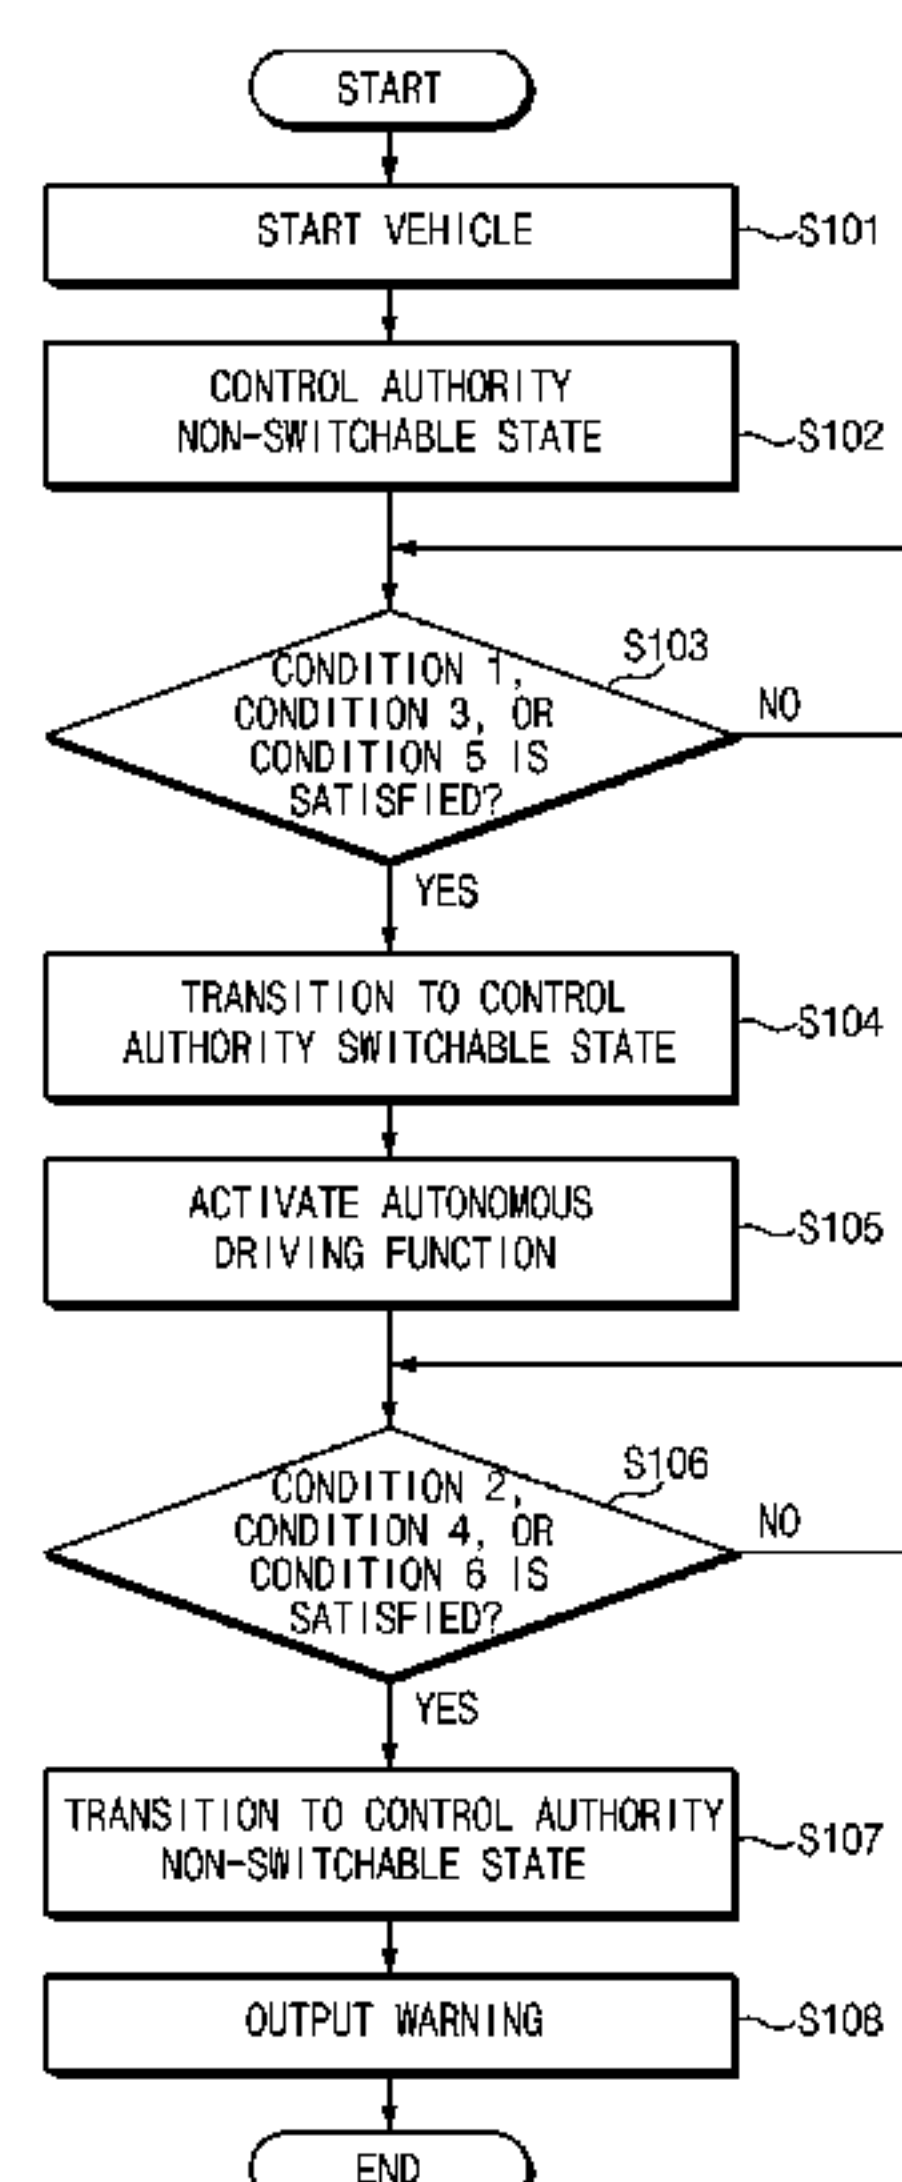 START
START VEHICLE
S101
CONTROL AUTHORITY
NON-SWITCHABLE STATE
S102
S103
CONDITION 1,
CONDITION 3, OR
CONDITION 5 IS
SATISFIED?
NO
YES
TRANSITION TO CONTROL
AUTHORITY SWITCHABLE STATE
S104
ACTIVATE AUTONOMOUS
DRIVING FUNCTION
S105
S106
CONDITION 2,
CONDITION 4, OR
CONDITION 6 IS
SATISFIED?
NO
YES
TRANSITION TO CONTROL AUTHORITY
NON-SWITCHABLE STATE
S107
OUTPUT WARNING
S108
END